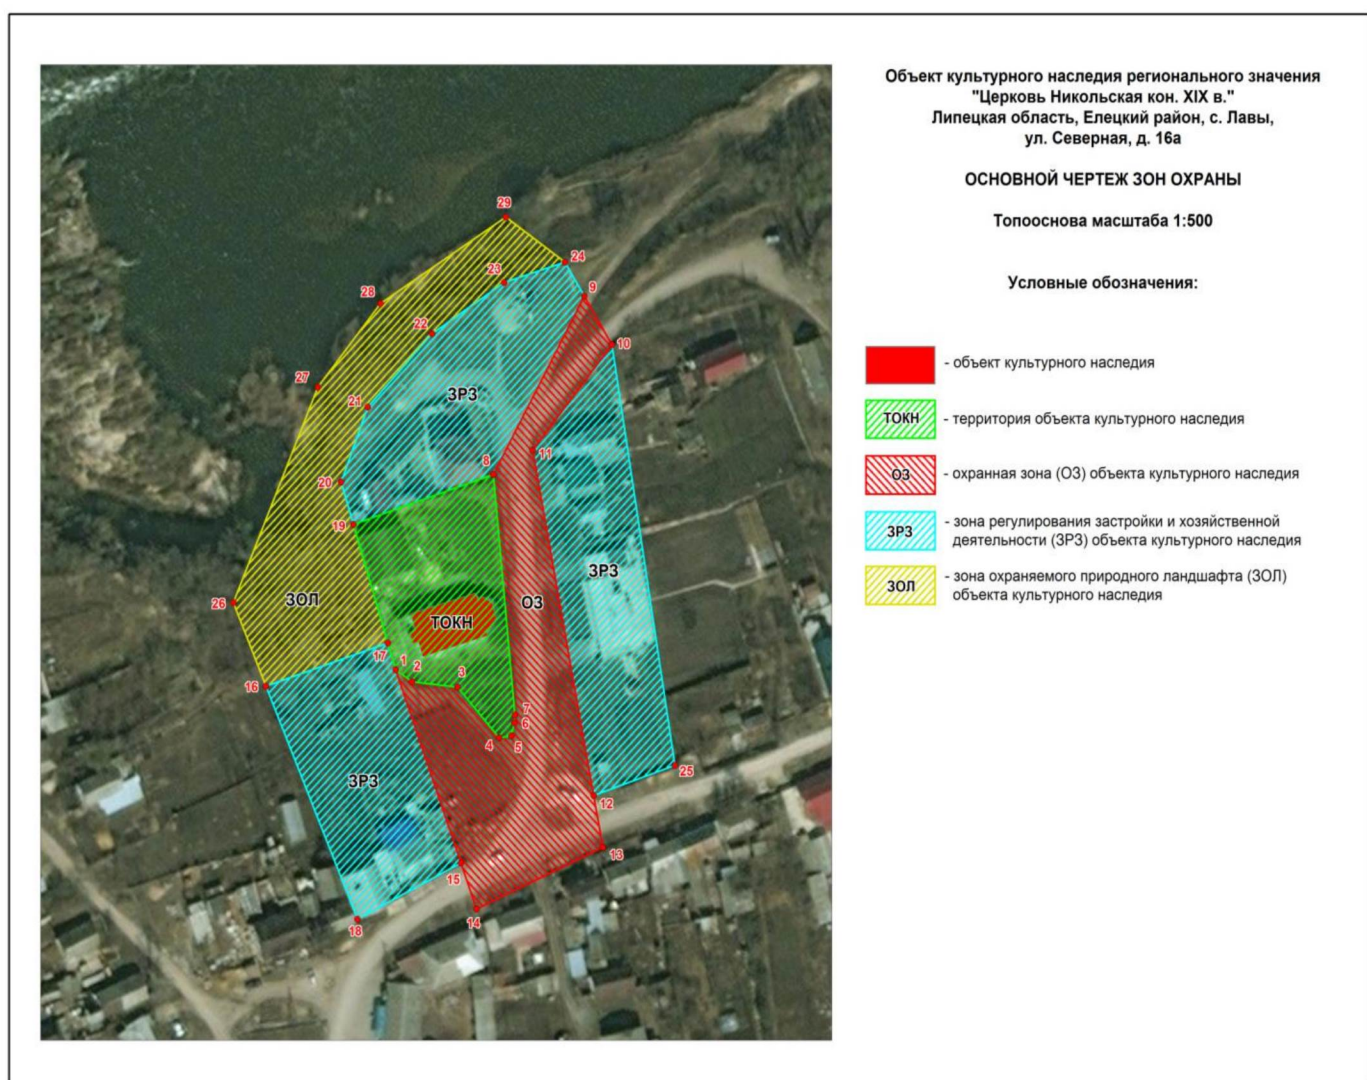 Объект культурного наследия регионального значения
"Церковь Никольская кон. XIX в."
Липецкая область, Елецкий район, с. Лавы,
ул. Северная, д. 16а
ОСНОВНОЙ ЧЕРТЕЖ ЗОН ОХРАНЫ
Топооснова масштаба 1:500
Условные обозначения:
- объект культурного наследия
ТОКН - территория объекта культурного наследия
ОЗ - охранная зона (ОЗ) объекта культурного наследия
ЗРЗ - зона регулирования застройки и хозяйственной
деятельности (ЗРЗ) объекта культурного наследия
ЗОЛ - зона охраняемого природного ландшафта (ЗОЛ)
объекта культурного наследия
29
24
23
9
28
22
10
27
21
ЗРЗ
11
8
20
19
ЗРЗ
26
ЗОЛ
ОЗ
ТОКН
17
1
2
3
16
7
6
4
5
25
ЗРЗ
12
13
15
14
18